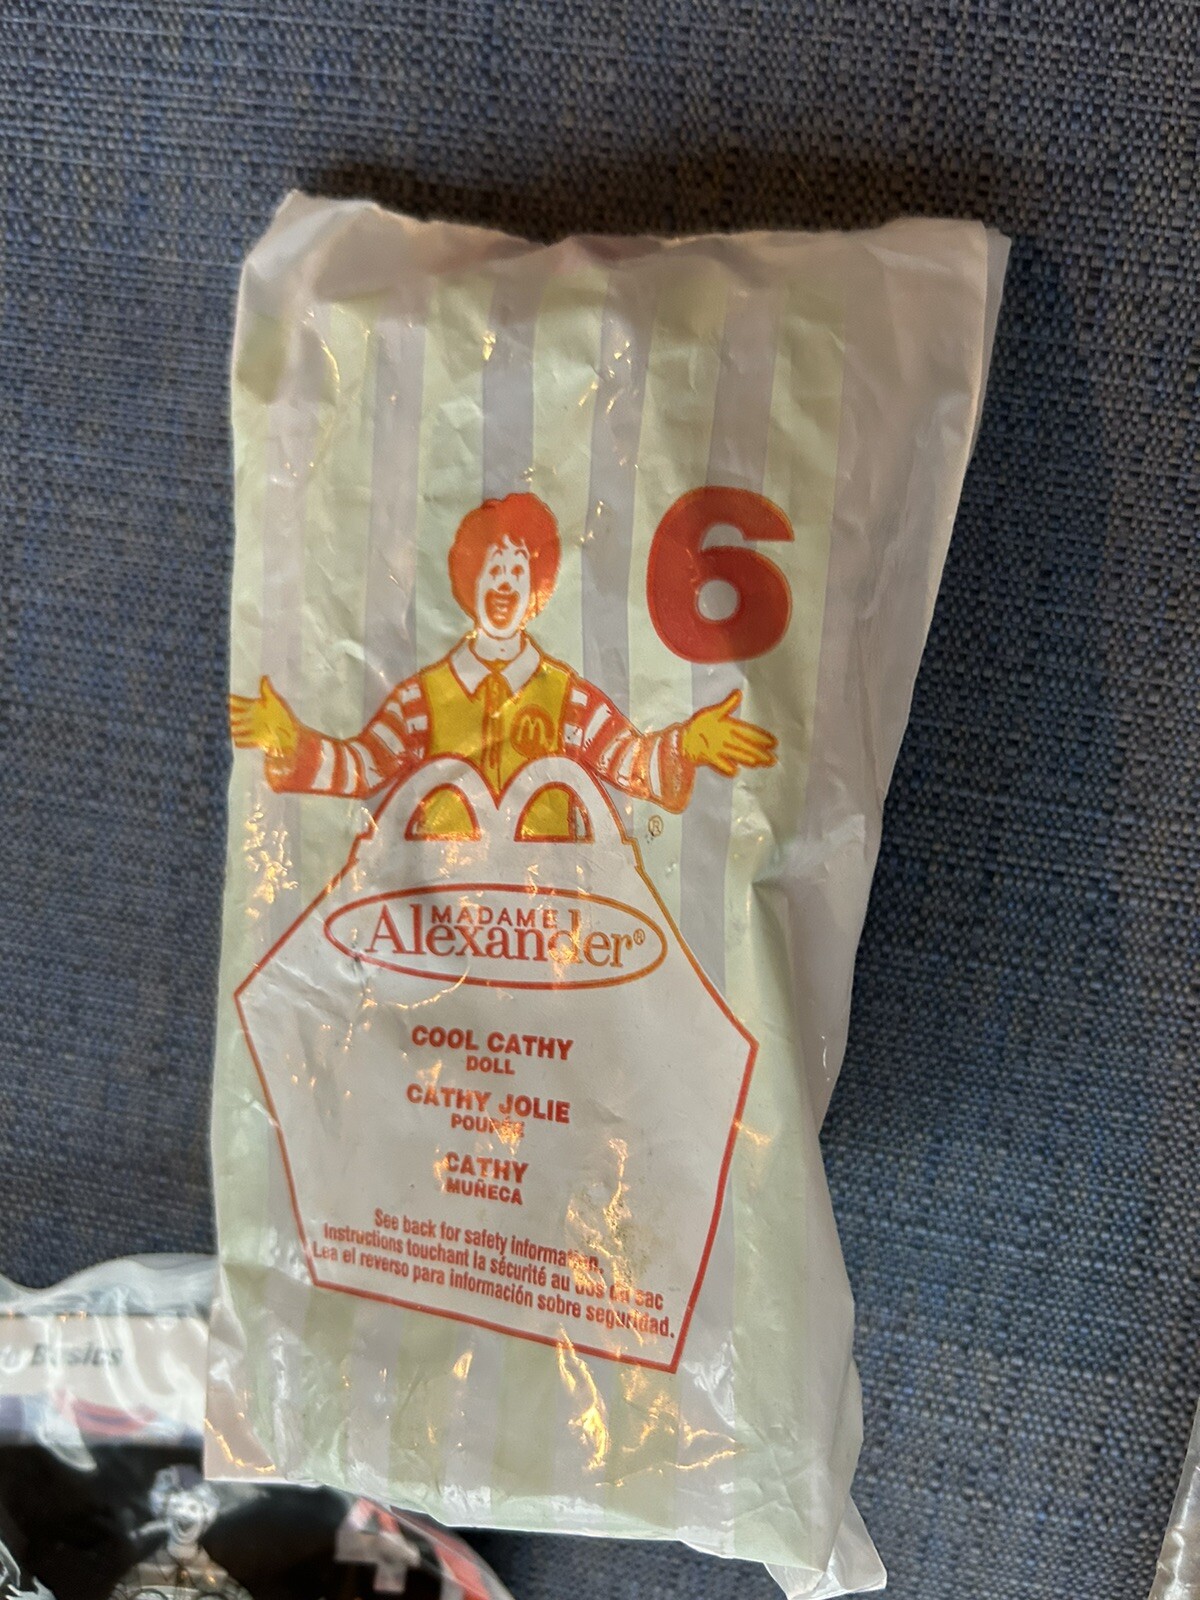 6
m
®
MADAME
Alexander®
COOL CATHY
DOLL
CATHY JOLIE
POUPÉE
CATHY
MUÑECA
See back for safety information.
Instructions touchant la sécurité au dos du sac
Lea el reverso para información sobre seguridad.
Basics